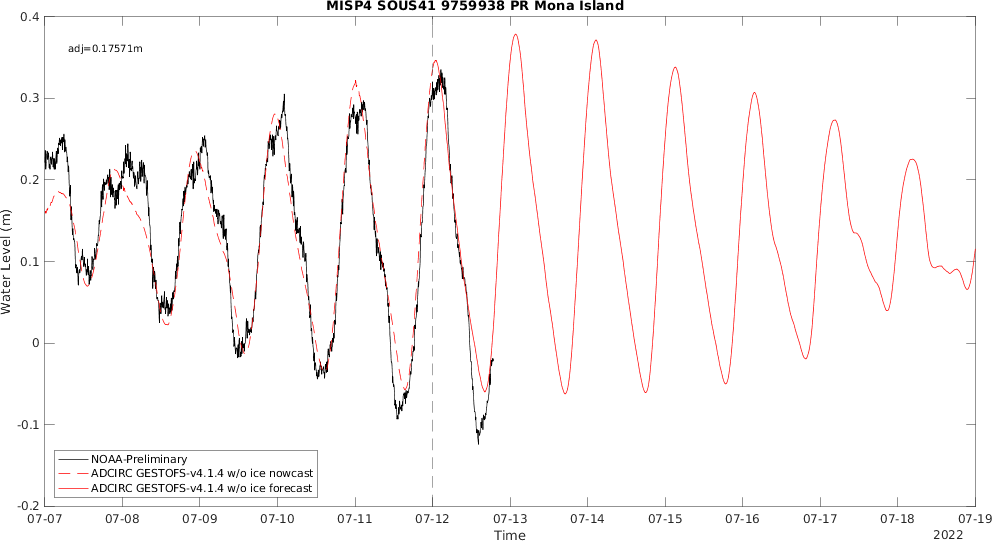 MISP4 SOUS41 9759938 PR Mona Island
adj=0.17571m
0.4
0.3
0.2
0.1
0
-0.1
-0.2
Water Level (m)
NOAA-Preliminary
ADCIRC GESTOFS-v4.1.4 w/o ice nowcast
ADCIRC GESTOFS-v4.1.4 w/o ice forecast
07-07 07-08 07-09 07-10 07-11 07-12 07-13 07-14 07-15 07-16 07-17 07-18 07-19
Time
2022